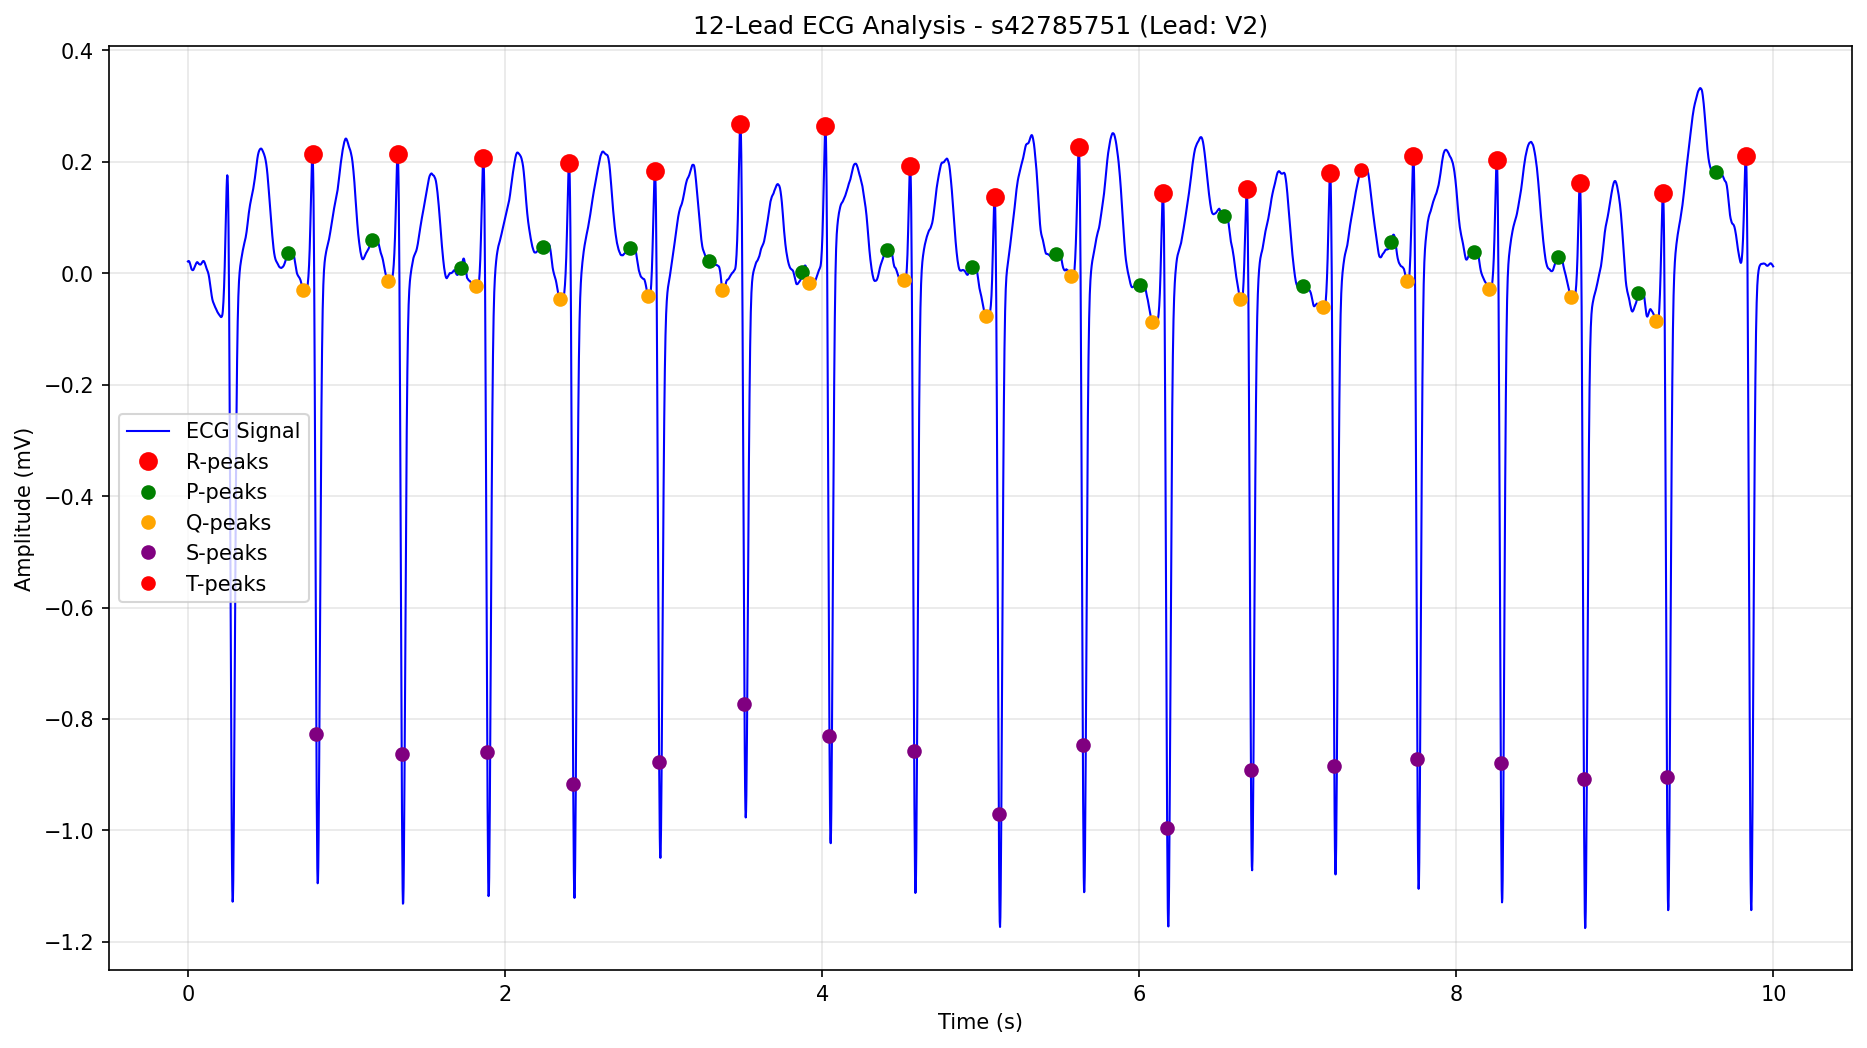 12-Lead ECG Analysis - s42785751 (Lead: V2)
0.4
0.2
0.0
−0.2
−0.4
−0.6
−0.8
−1.0
−1.2
Amplitude (mV)
ECG Signal
R-peaks
P-peaks
Q-peaks
S-peaks
T-peaks
0 2 4 6 8 10
Time (s)